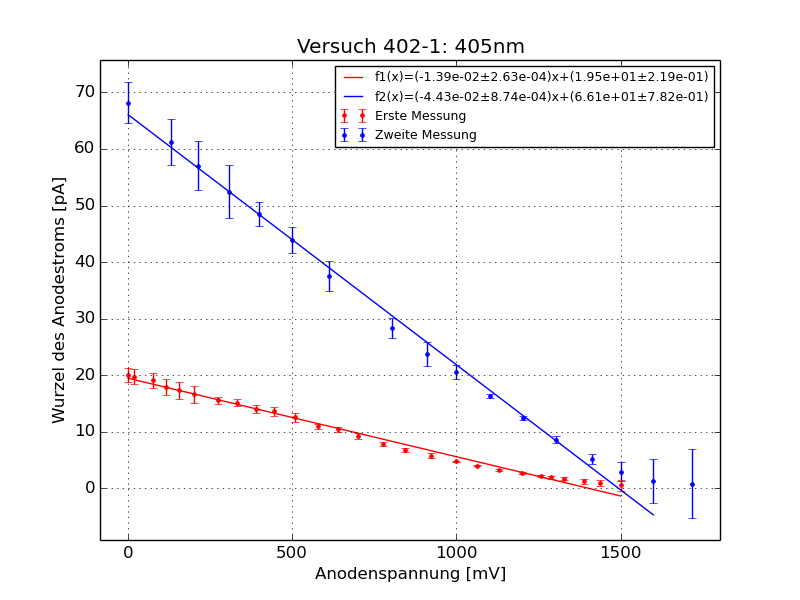 Versuch 402-1: 405nm
f1(x)=(-1.39e-02±2.63e-04)x+(1.95e+01±2.19e-01)
f2(x)=(-4.43e-02±8.74e-04)x+(6.61e+01±7.82e-01)
Erste Messung
Zweite Messung
Wurzel des Anodestroms [pA]
70
60
50
40
30
20
10
0
0 500 1000 1500
Anodenspannung [mV]